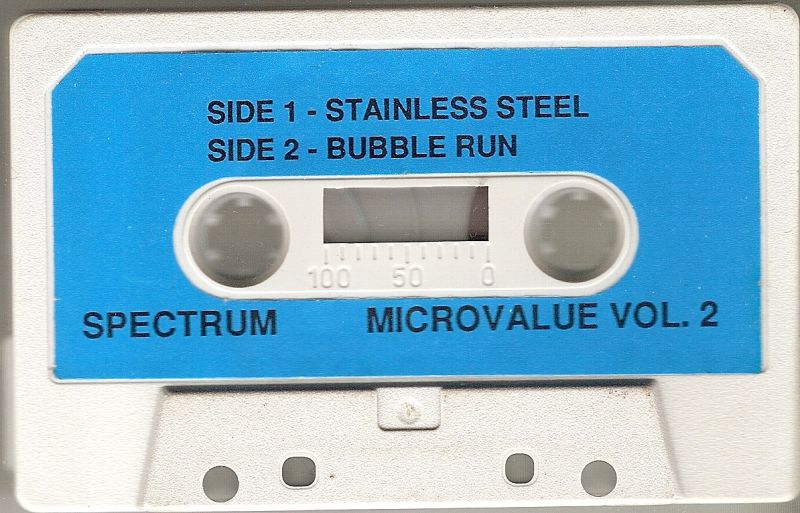 SIDE 1 - STAINLESS STEEL
SIDE 2 - BUBBLE RUN
100 50 0
SPECTRUM MICROVALUE VOL. 2